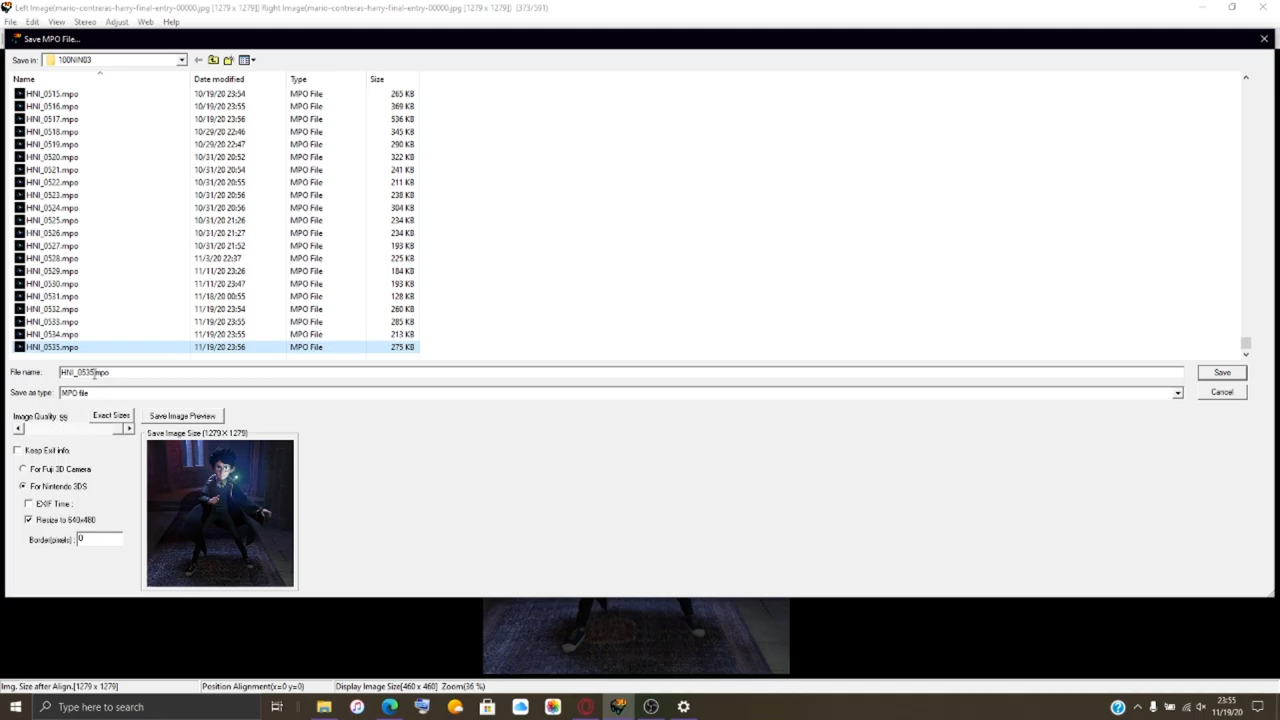 Left Image(mario-contreras-harry-final-entry-00000.jpg [1279 x 1279]) Right Image(mario-contreras-harry-final-entry-00000.jpg [1279 x 1279]) (373/591)
File Edit View Stereo Adjust Web Help
Save MPO File...
Save in: 100NIN03
Name Date modified Type Size
HNI_0515.mpo 10/19/20 23:54 MPO File 265 KB
HNI_0516.mpo 10/19/20 23:55 MPO File 369 KB
HNI_0517.mpo 10/19/20 23:56 MPO File 536 KB
HNI_0518.mpo 10/29/20 22:46 MPO File 345 KB
HNI_0519.mpo 10/29/20 22:47 MPO File 290 KB
HNI_0520.mpo 10/31/20 20:52 MPO File 322 KB
HNI_0521.mpo 10/31/20 20:54 MPO File 241 KB
HNI_0522.mpo 10/31/20 20:55 MPO File 211 KB
HNI_0523.mpo 10/31/20 20:56 MPO File 238 KB
HNI_0524.mpo 10/31/20 20:56 MPO File 304 KB
HNI_0525.mpo 10/31/20 21:26 MPO File 234 KB
HNI_0526.mpo 10/31/20 21:27 MPO File 234 KB
HNI_0527.mpo 10/31/20 21:52 MPO File 193 KB
HNI_0528.mpo 11/3/20 22:37 MPO File 225 KB
HNI_0529.mpo 11/11/20 23:26 MPO File 184 KB
HNI_0530.mpo 11/11/20 23:47 MPO File 193 KB
HNI_0531.mpo 11/18/20 00:55 MPO File 128 KB
HNI_0532.mpo 11/19/20 23:54 MPO File 260 KB
HNI_0533.mpo 11/19/20 23:55 MPO File 285 KB
HNI_0534.mpo 11/19/20 23:55 MPO File 213 KB
HNI_0535.mpo 11/19/20 23:56 MPO File 275 KB
File name: HNI_0535.mpo Save
Save as type: MPO file Cancel
Image Quality: 99 Exact Sizes Save Image Preview
Save Image Size (1279 X 1279)
Keep Exif info.
For Fuji 3D Camera
For Nintendo 3DS
EXIF Time :
Resize to 640x480
Border(pixels) : 0
Img. Size after Align.[1279 x 1279] Position Alignment(x=0 y=0) Display Image Size[460 x 460] Zoom(36 %)
Type here to search
23:55
11/19/20